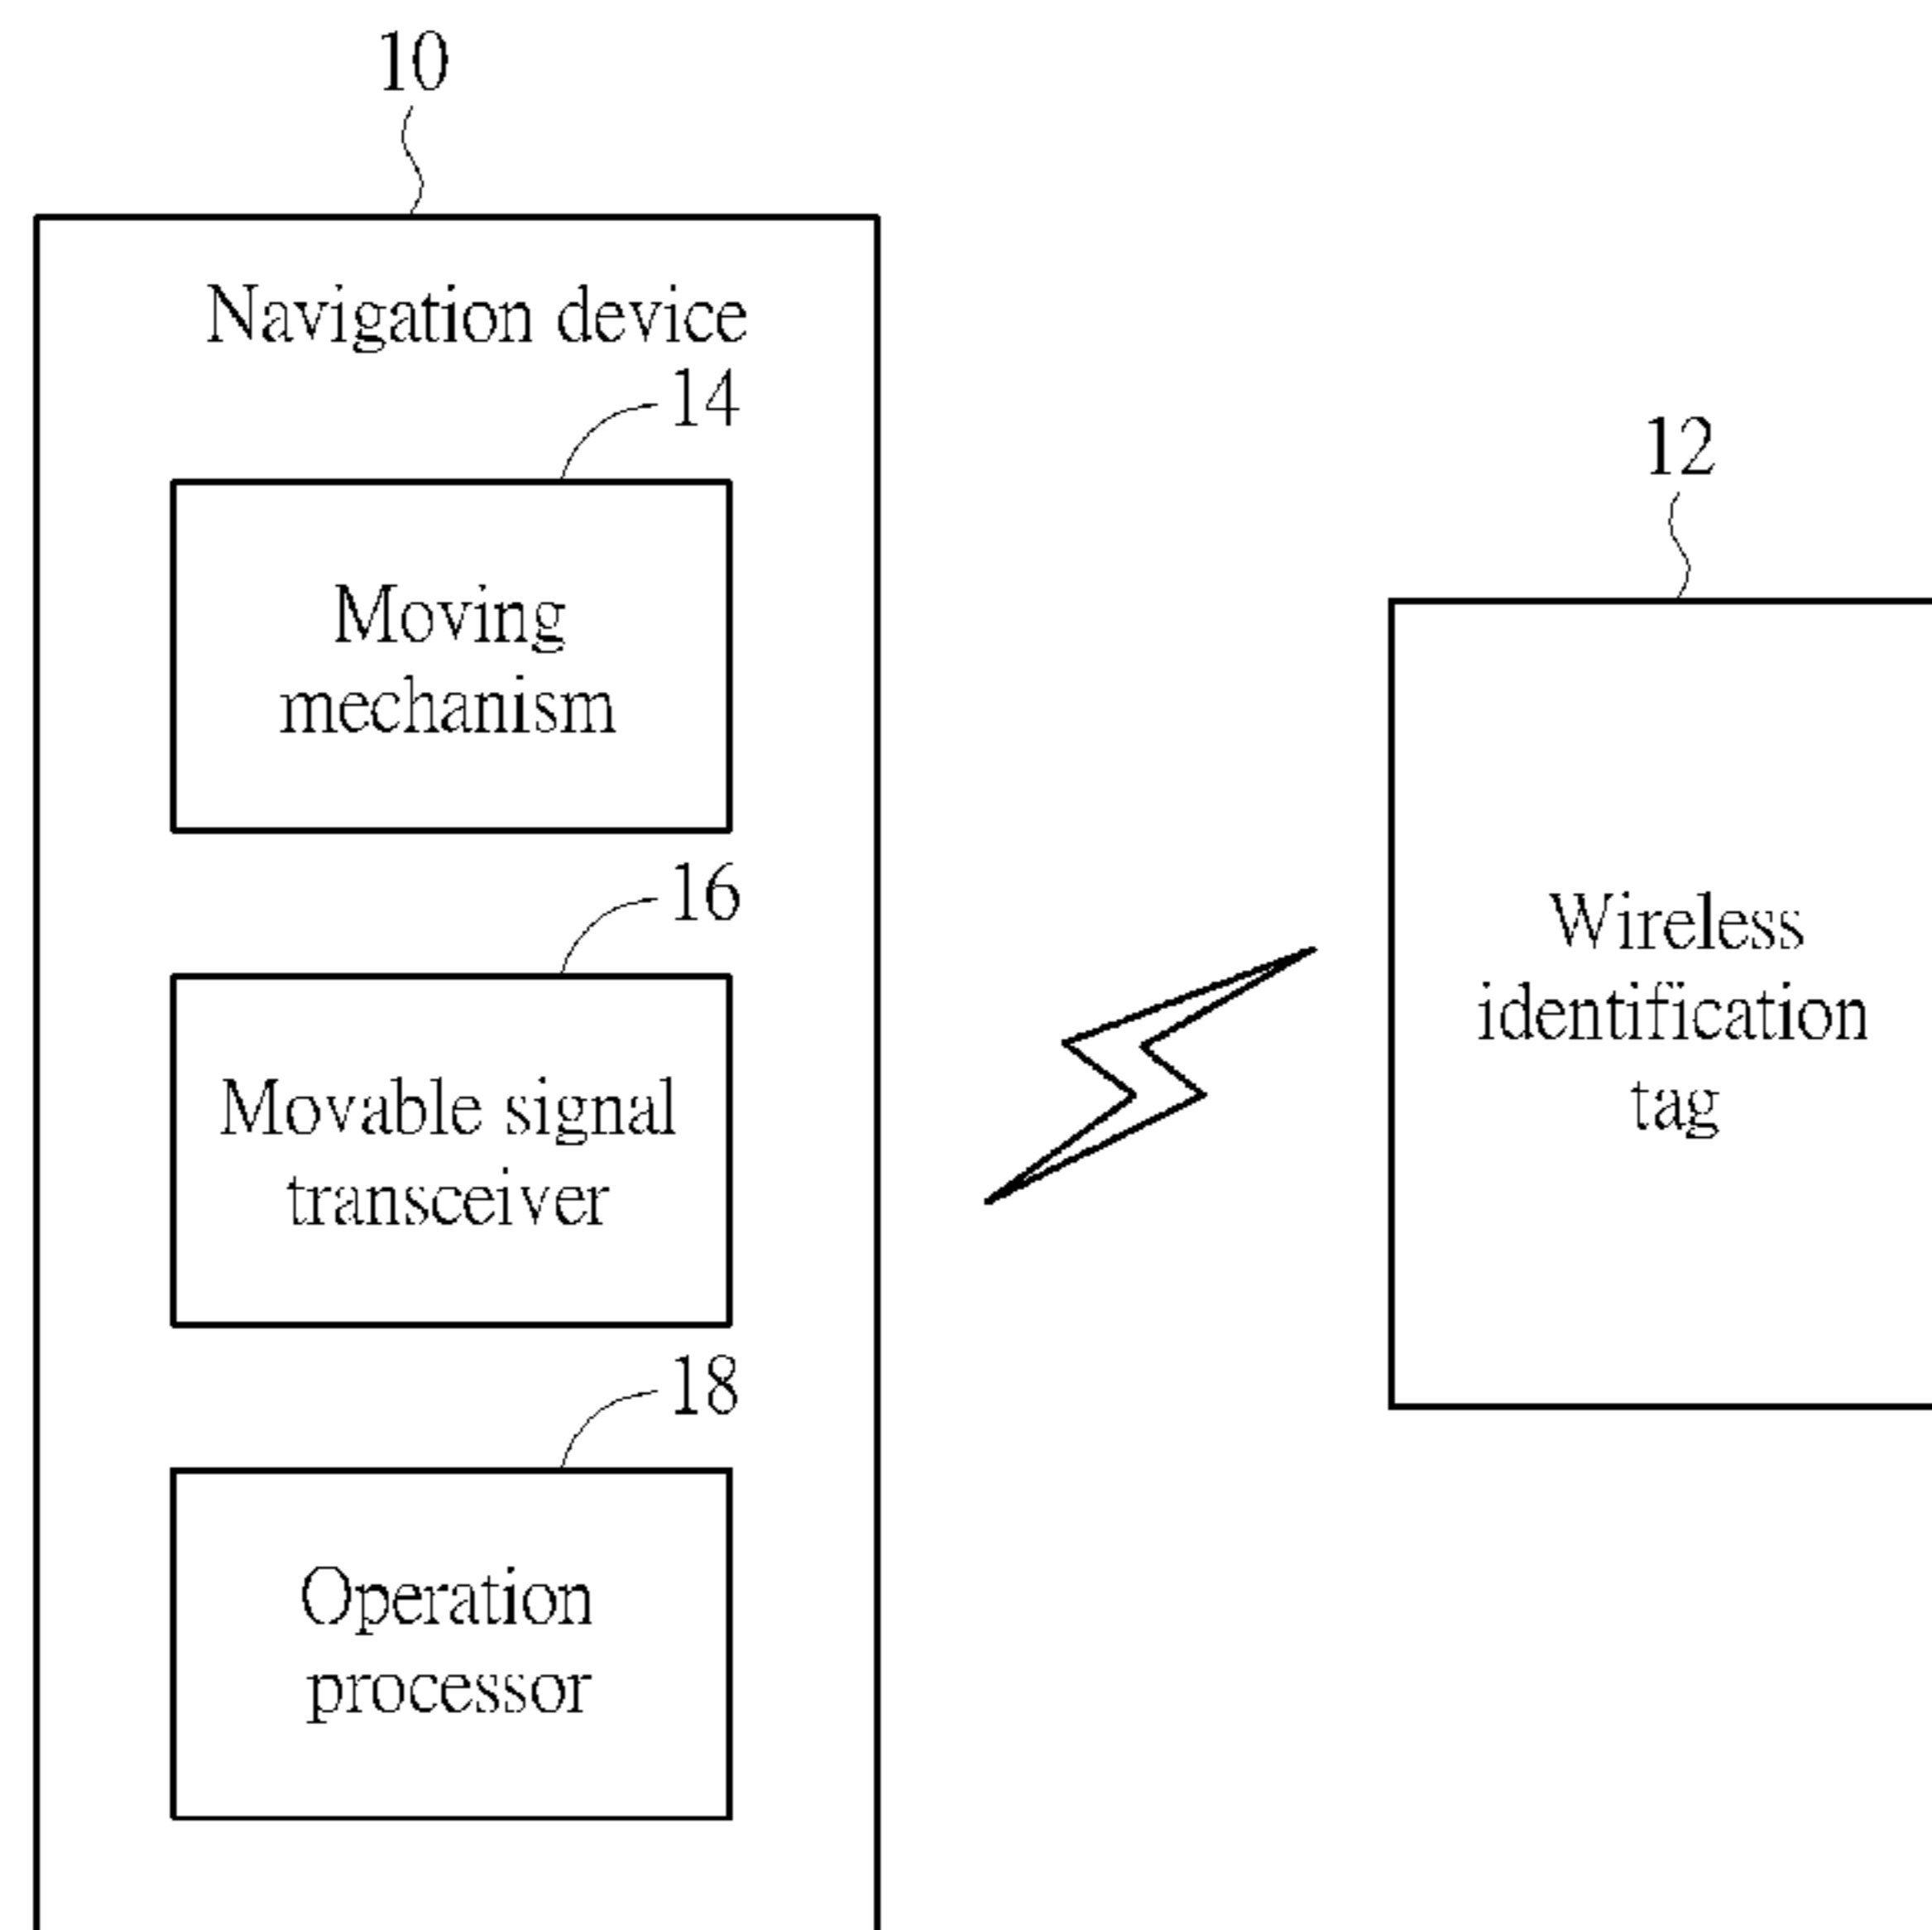 10
Navigation device
14
Moving
mechanism
16
Movable signal
transceiver
18
Operation
processor
12
Wireless
identification
tag